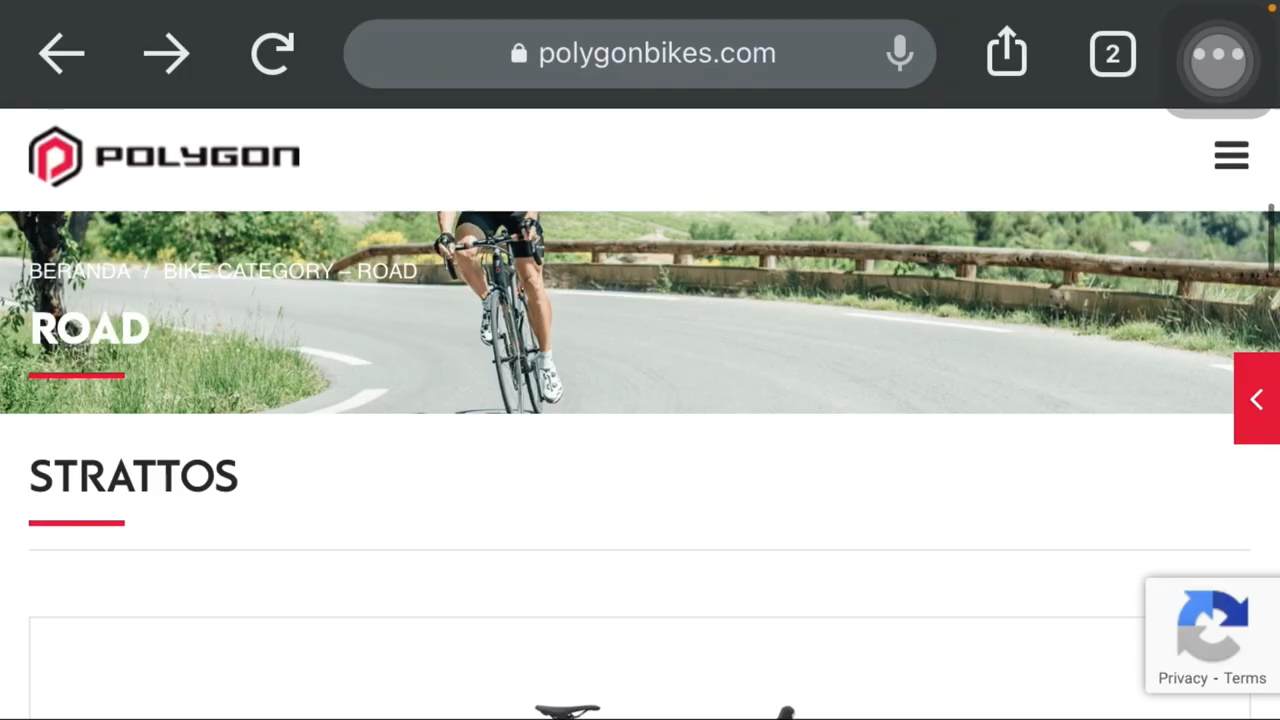 polygonbikes.com
2
POLYGON
BERANDA / BIKE CATEGORY – ROAD
ROAD
STRATTOS
Privacy - Terms